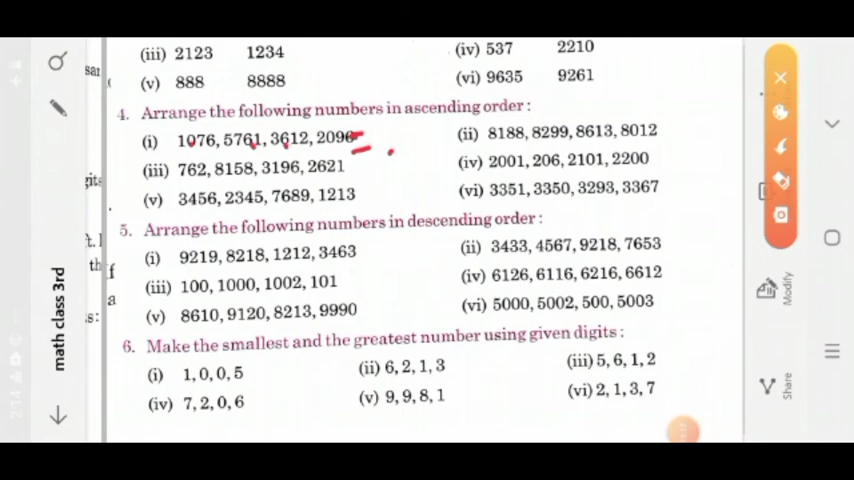 (iii) 2123 1234 (iv) 537 2210
(v) 888 8888 (vi) 9635 9261
4. Arrange the following numbers in ascending order :
(i) 1076, 5761, 3612, 2096 (ii) 8188, 8299, 8613, 8012
(iii) 762, 8158, 3196, 2621 (iv) 2001, 206, 2101, 2200
(v) 3456, 2345, 7689, 1213 (vi) 3351, 3350, 3293, 3367
5. Arrange the following numbers in descending order :
(i) 9219, 8218, 1212, 3463 (ii) 3433, 4567, 9218, 7653
(iii) 100, 1000, 1002, 101 (iv) 6126, 6116, 6216, 6612
(v) 8610, 9120, 8213, 9990 (vi) 5000, 5002, 500, 5003
6. Make the smallest and the greatest number using given digits :
(i) 1, 0, 0, 5 (ii) 6, 2, 1, 3 (iii) 5, 6, 1, 2
(iv) 7, 2, 0, 6 (v) 9, 9, 8, 1 (vi) 2, 1, 3, 7
math class 3rd
Modify
Share
2:14